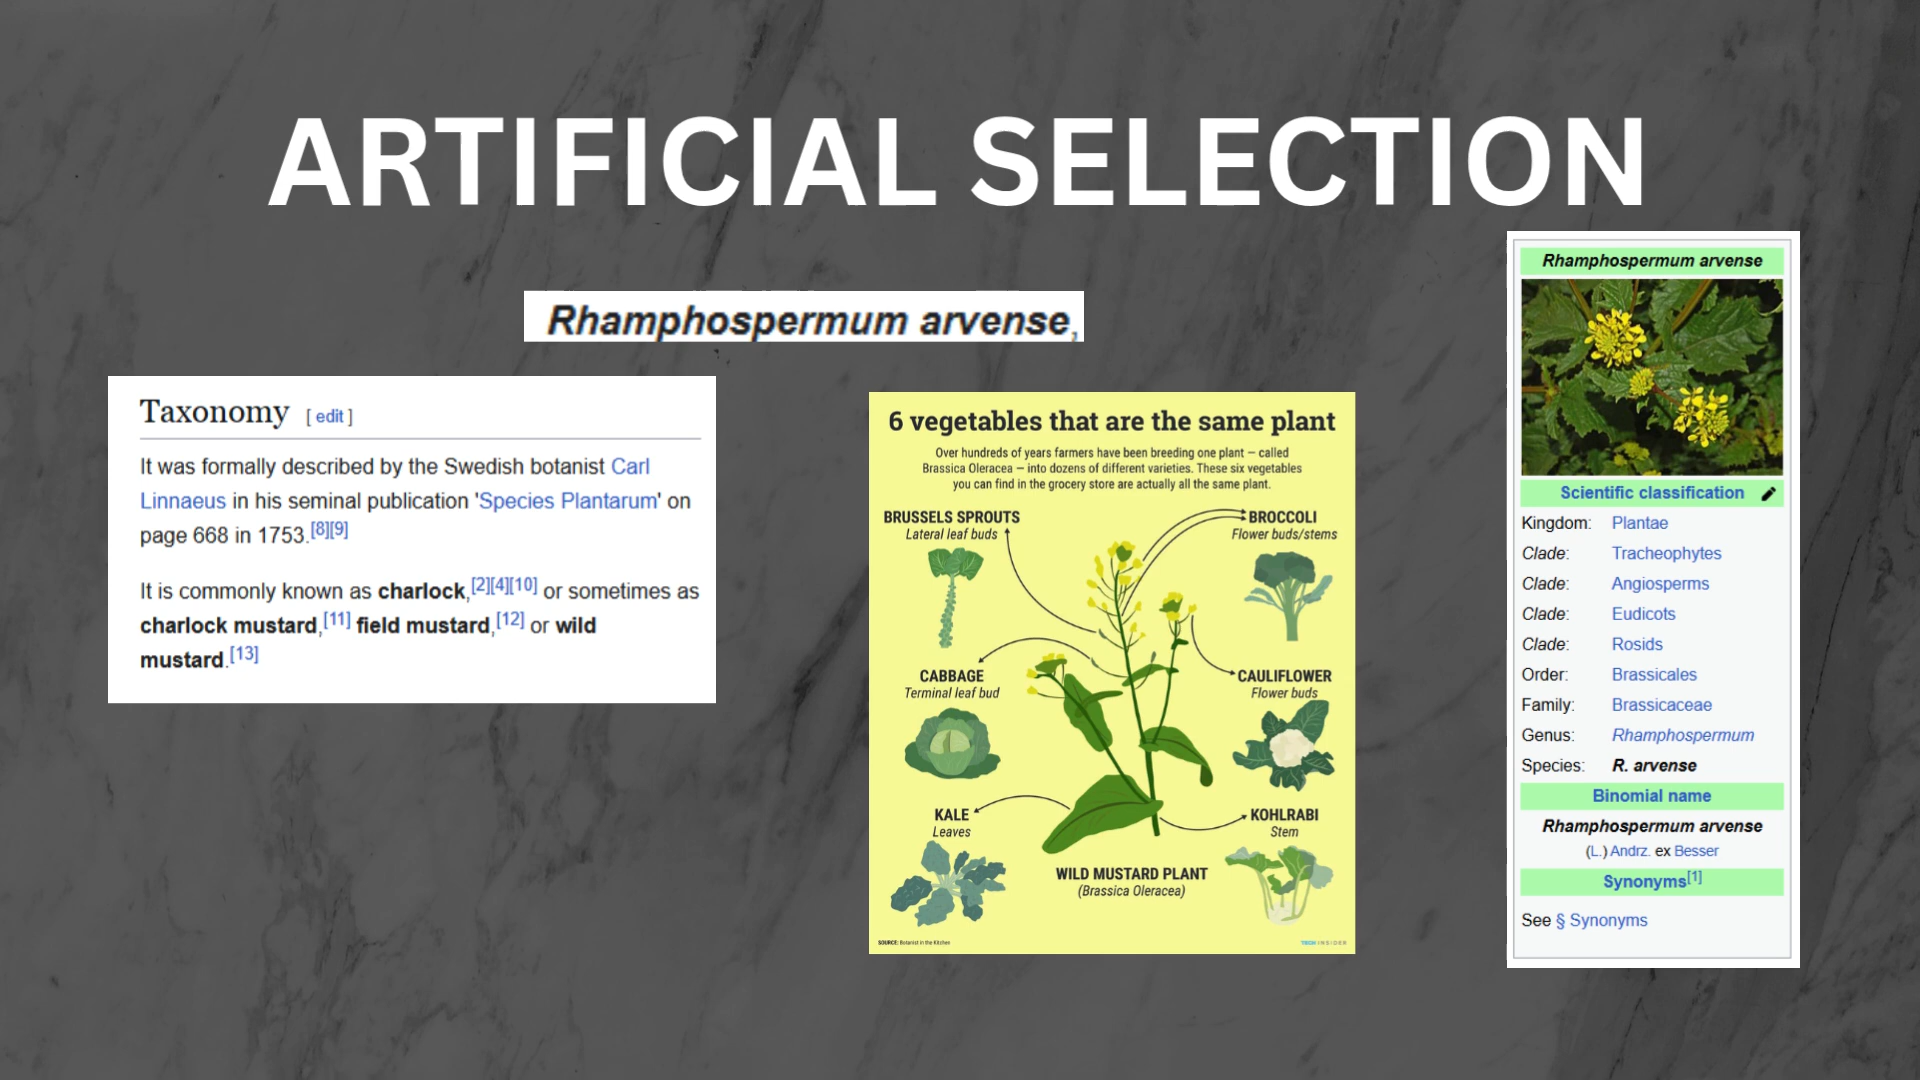 ARTIFICIAL SELECTION
Rhamphospermum arvense,
Taxonomy [ edit ]
It was formally described by the Swedish botanist Carl
Linnaeus in his seminal publication 'Species Plantarum' on
page 668 in 1753.[8][9]
It is commonly known as charlock,[2][4][10] or sometimes as
charlock mustard,[11] field mustard,[12] or wild
mustard.[13]
6 vegetables that are the same plant
Over hundreds of years farmers have been breeding one plant – called
Brassica Oleracea – into dozens of different varieties. These six vegetables
you can find in the grocery store are actually all the same plant.
BRUSSELS SPROUTS
Lateral leaf buds
BROCCOLI
Flower buds/stems
CABBAGE
Terminal leaf bud
CAULIFLOWER
Flower buds
KALE
Leaves
KOHLRABI
Stem
WILD MUSTARD PLANT
(Brassica Oleracea)
SOURCE: Botanist in the Kitchen
TECH INSIDER
Rhamphospermum arvense
Scientific classification
Kingdom: Plantae
Clade: Tracheophytes
Clade: Angiosperms
Clade: Eudicots
Clade: Rosids
Order: Brassicales
Family: Brassicaceae
Genus: Rhamphospermum
Species: R. arvense
Binomial name
Rhamphospermum arvense
(L.) Andrz. ex Besser
Synonyms[1]
See § Synonyms